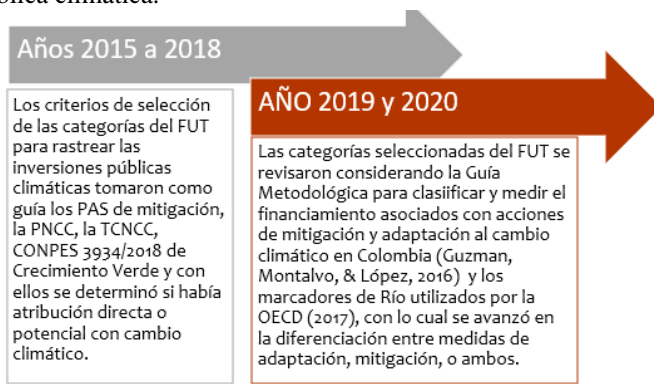 Años 2015 a 2018
Los criterios de selección
de las categorías del FUT
para rastrear las
inversiones públicas
climáticas tomaron como
guía los PAS de mitigación,
la PNCC, la TCNCC,
CONPES 3934/2018 de
Crecimiento Verde y con
ellos se determinó si había
atribución directa o
potencial con cambio
climático.
AÑO 2019 y 2020
Las categorías seleccionadas del FUT se
revisaron considerando la Guía
Metodológica para clasiificar y medir el
financiamiento asociados con acciones
de mitigación y adaptación al cambio
climático en Colombia (Guzman,
Montalvo, & López, 2016) y los
marcadores de Río utilizados por la
OECD (2017), con lo cual se avanzó en
la diferenciación entre medidas de
adaptación, mitigación, o ambos.